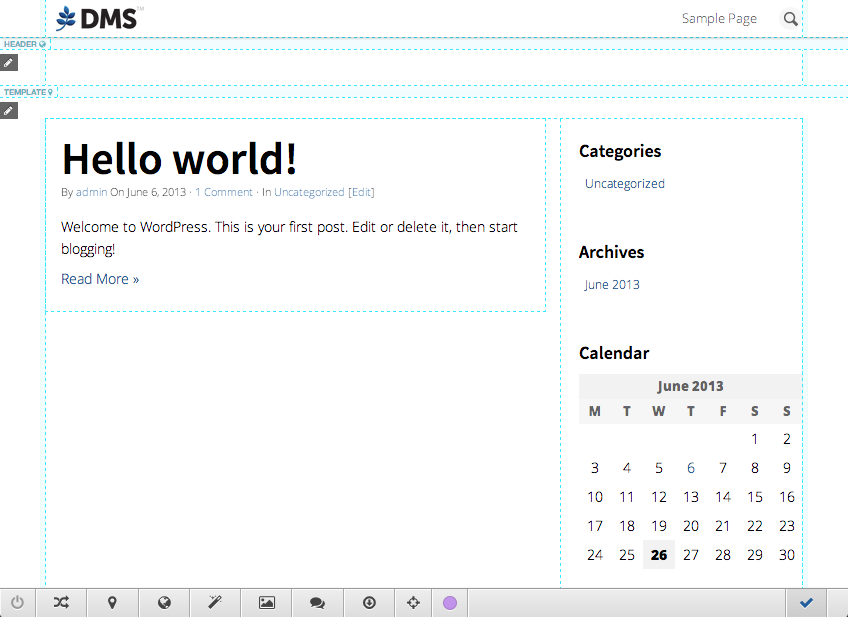 DMS™
Sample Page
HEADER
TEMPLATE
Hello world!
By admin On June 6, 2013 · 1 Comment · In Uncategorized [Edit]
Welcome to WordPress. This is your first post. Edit or delete it, then start
blogging!
Read More »
Categories
Uncategorized
Archives
June 2013
Calendar
June 2013
M T W T F S S
1 2
3 4 5 6 7 8 9
10 11 12 13 14 15 16
17 18 19 20 21 22 23
24 25 26 27 28 29 30